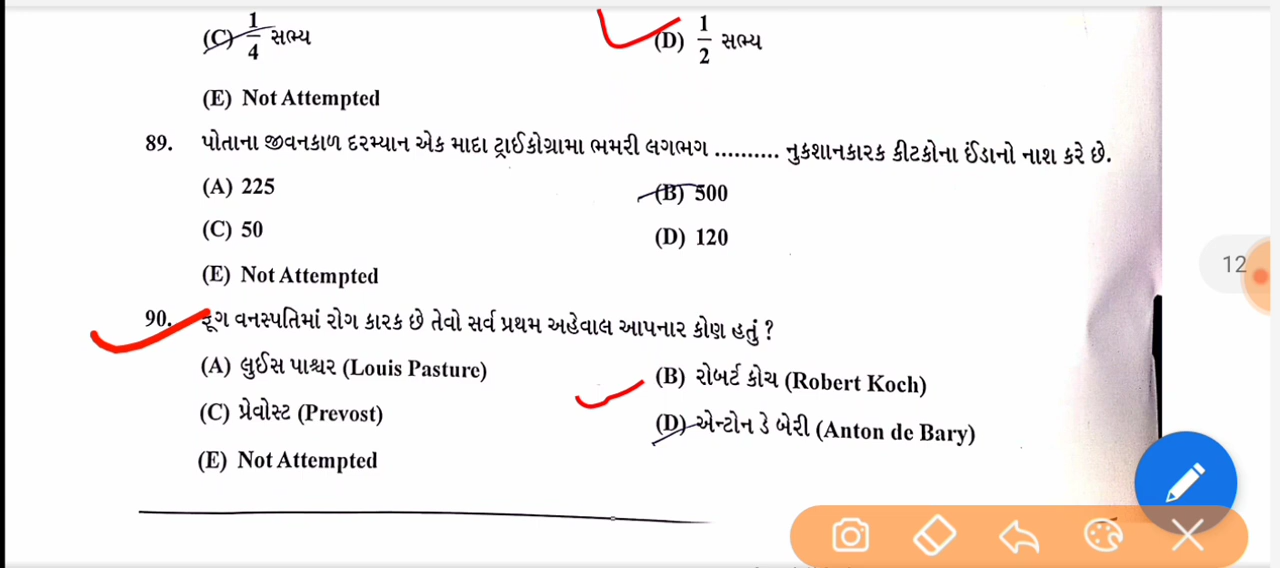 (C) 1/4 સભ્ય (D) 1/2 સભ્ય
(E) Not Attempted
89. પોતાના જીવનકાળ દરમ્યાન એક માદા ટ્રાઈકોગ્રામા ભમરી લગભગ .......... નુકશાનકારક કીટકોના ઈંડાનો નાશ કરે છે.
(A) 225 (B) 500
(C) 50 (D) 120
(E) Not Attempted
90. ફૂગ વનસ્પતિમાં રોગ કારક છે તેવો સર્વ પ્રથમ અહેવાલ આપનાર કોણ હતું ?
(A) લુઈસ પાશ્ચર (Louis Pasture) (B) રોબર્ટ કોચ (Robert Koch)
(C) પ્રેવોસ્ટ (Prevost) (D) એન્ટોન ડે બેરી (Anton de Bary)
(E) Not Attempted
12